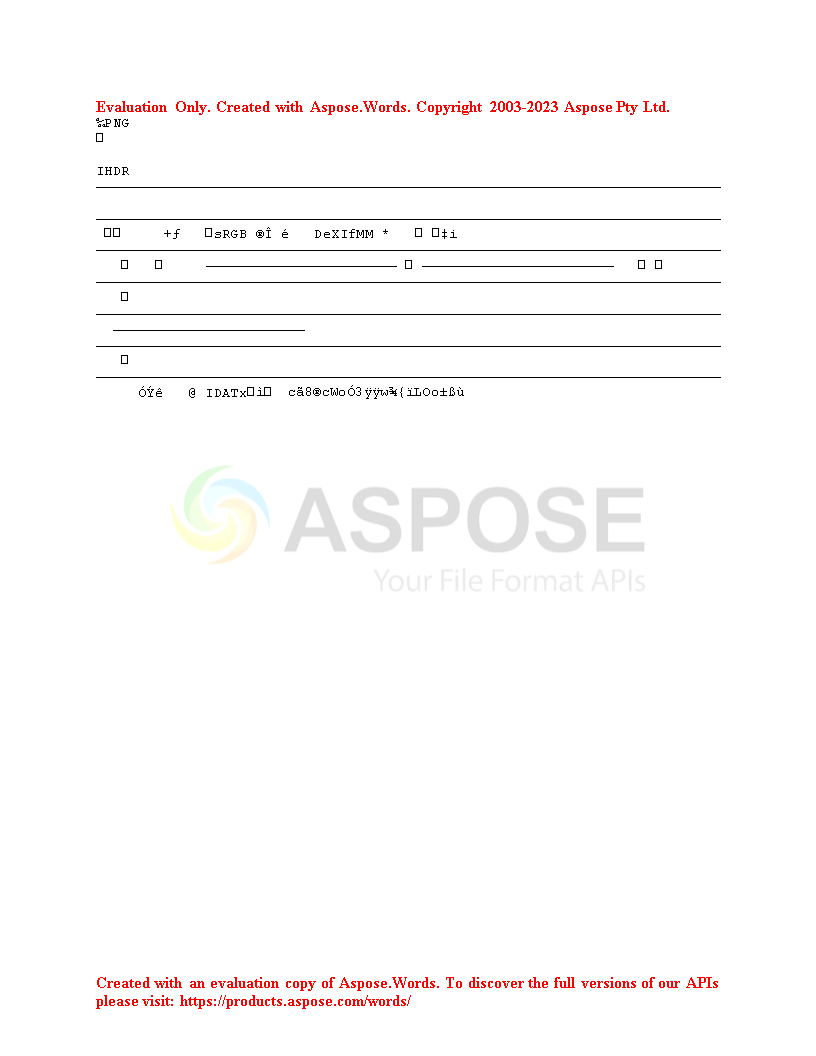 Evaluation Only. Created with Aspose.Words. Copyright 2003-2023 Aspose Pty Ltd.
‰PNG
IHDR
+ƒ sRGB ®Î é DeXIfMM * ‡i
ÓÝê @ IDATx ì cã8®cWoÓ3ÿÿw¾{ïLOo±ßù
ASPOSE
Your File Format APIs
Created with an evaluation copy of Aspose.Words. To discover the full versions of our APIs
please visit: https://products.aspose.com/words/